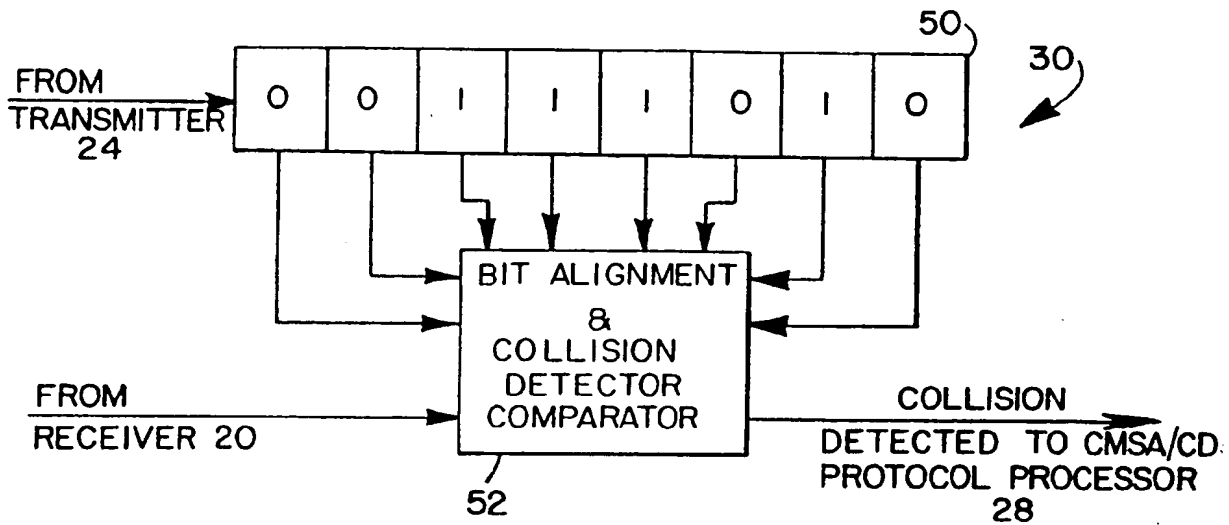 50
30
FROM
TRANSMITTER
24
0 0 1 1 1 0 1 0
BIT ALIGNMENT
&
COLLISION
DETECTOR
COMPARATOR
FROM
RECEIVER 20
52
COLLISION
DETECTED TO CMSA/CD
PROTOCOL PROCESSOR
28